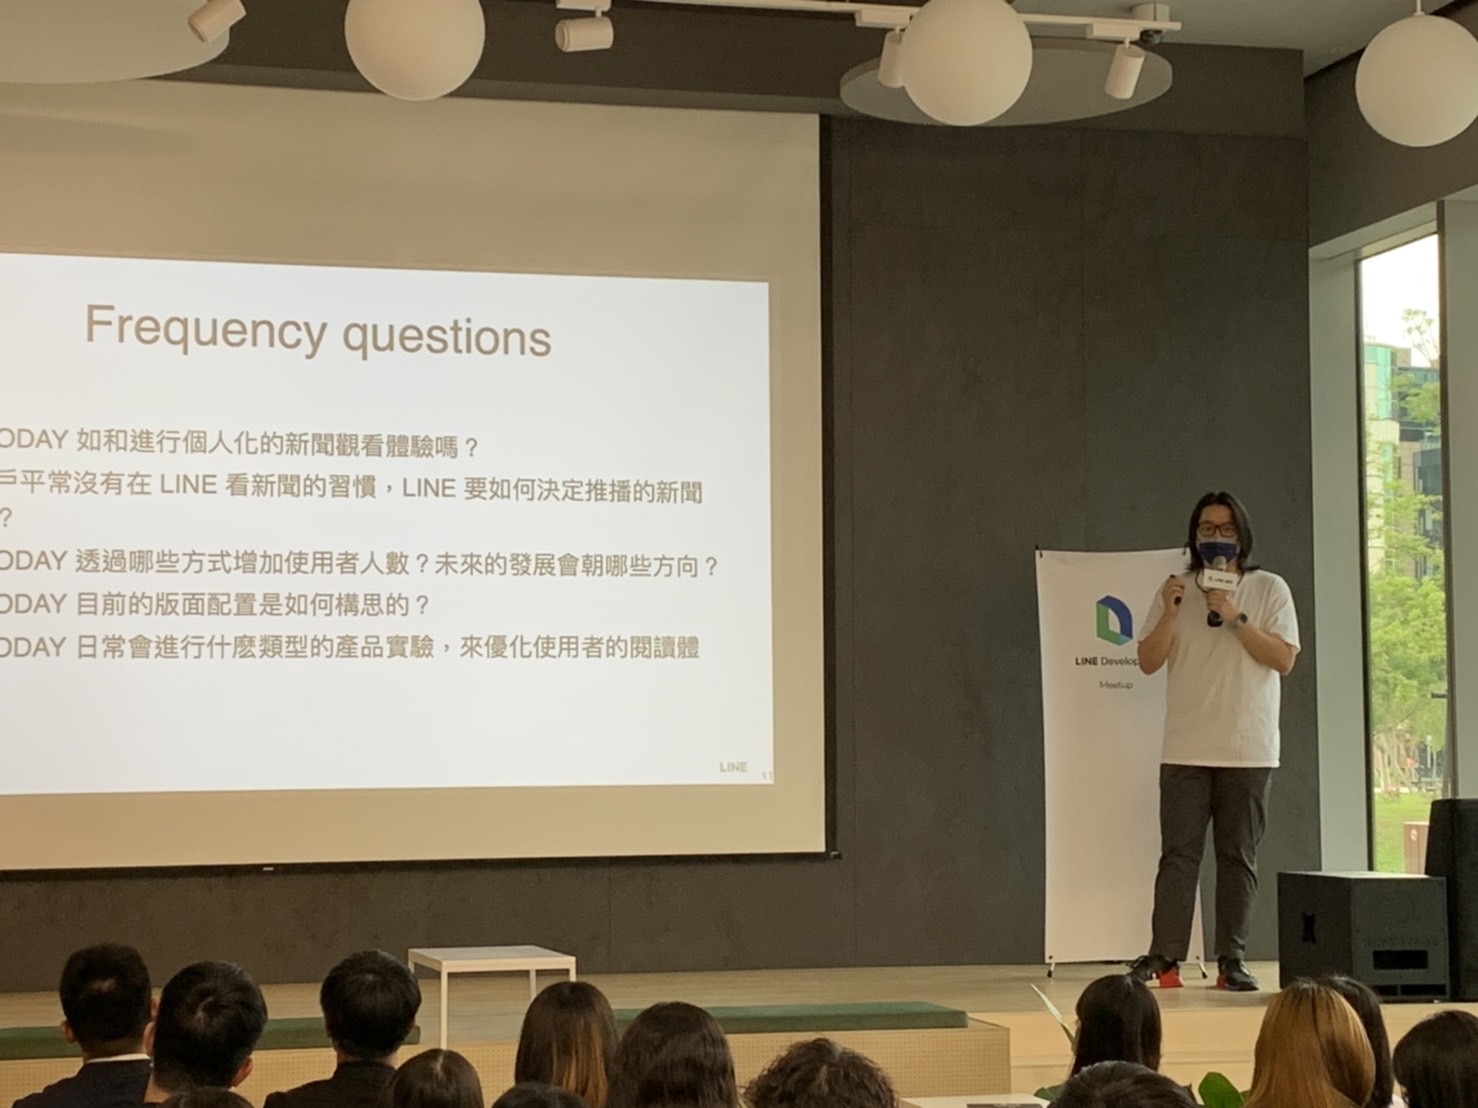 Frequency questions
ODAY 如和進行個人化的新聞觀看體驗嗎？
戶平常沒有在 LINE 看新聞的習慣，LINE 要如何決定推播的新聞
？
ODAY 透過哪些方式增加使用者人數？未來的發展會朝哪些方向？
ODAY 目前的版面配置是如何構思的？
ODAY 日常會進行什麼類型的產品實驗，來優化使用者的閱讀體
LINE 11
LINE Develop
Meetup